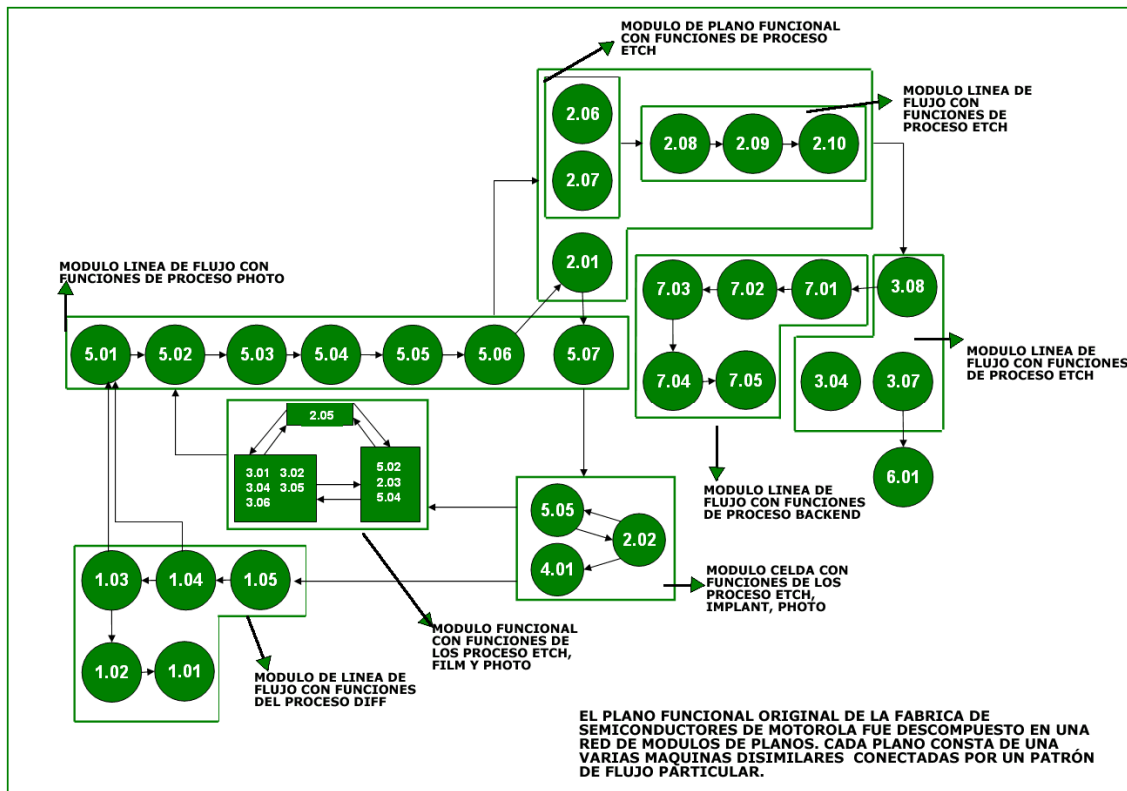 MODULO DE PLANO FUNCIONAL
CON FUNCIONES DE PROCESO
ETCH
MODULO LINEA DE
FLUJO CON
FUNCIONES DE
PROCESO ETCH
2.06
2.07
2.08
2.09
2.10
2.01
MODULO LINEA DE FLUJO CON
FUNCIONES DE PROCESO PHOTO
7.03
7.02
7.01
3.08
5.01
5.02
5.03
5.04
5.05
5.06
5.07
7.04
7.05
3.04
3.07
MODULO LINEA DE
FLUJO CON FUNCIONES
DE PROCESO ETCH
6.01
2.05
3.01 3.02
3.04 3.05
3.06
5.02
2.03
5.04
MODULO LINEA DE
FLUJO CON FUNCIONES
DE PROCESO BACKEND
5.05
2.02
4.01
MODULO CELDA CON
FUNCIONES DE LOS
PROCESO ETCH,
IMPLANT, PHOTO
1.03
1.04
1.05
1.02
1.01
MODULO FUNCIONAL
CON FUNCIONES DE
LOS PROCESO ETCH,
FILM Y PHOTO
MODULO DE LINEA DE
FLUJO CON FUNCIONES
DEL PROCESO DIFF
EL PLANO FUNCIONAL ORIGINAL DE LA FABRICA DE
SEMICONDUCTORES DE MOTOROLA FUE DESCOMPUESTO EN UNA
RED DE MODULOS DE PLANOS. CADA PLANO CONSTA DE UNA
VARIAS MAQUINAS DISIMILARES CONECTADAS POR UN PATRÓN
DE FLUJO PARTICULAR.